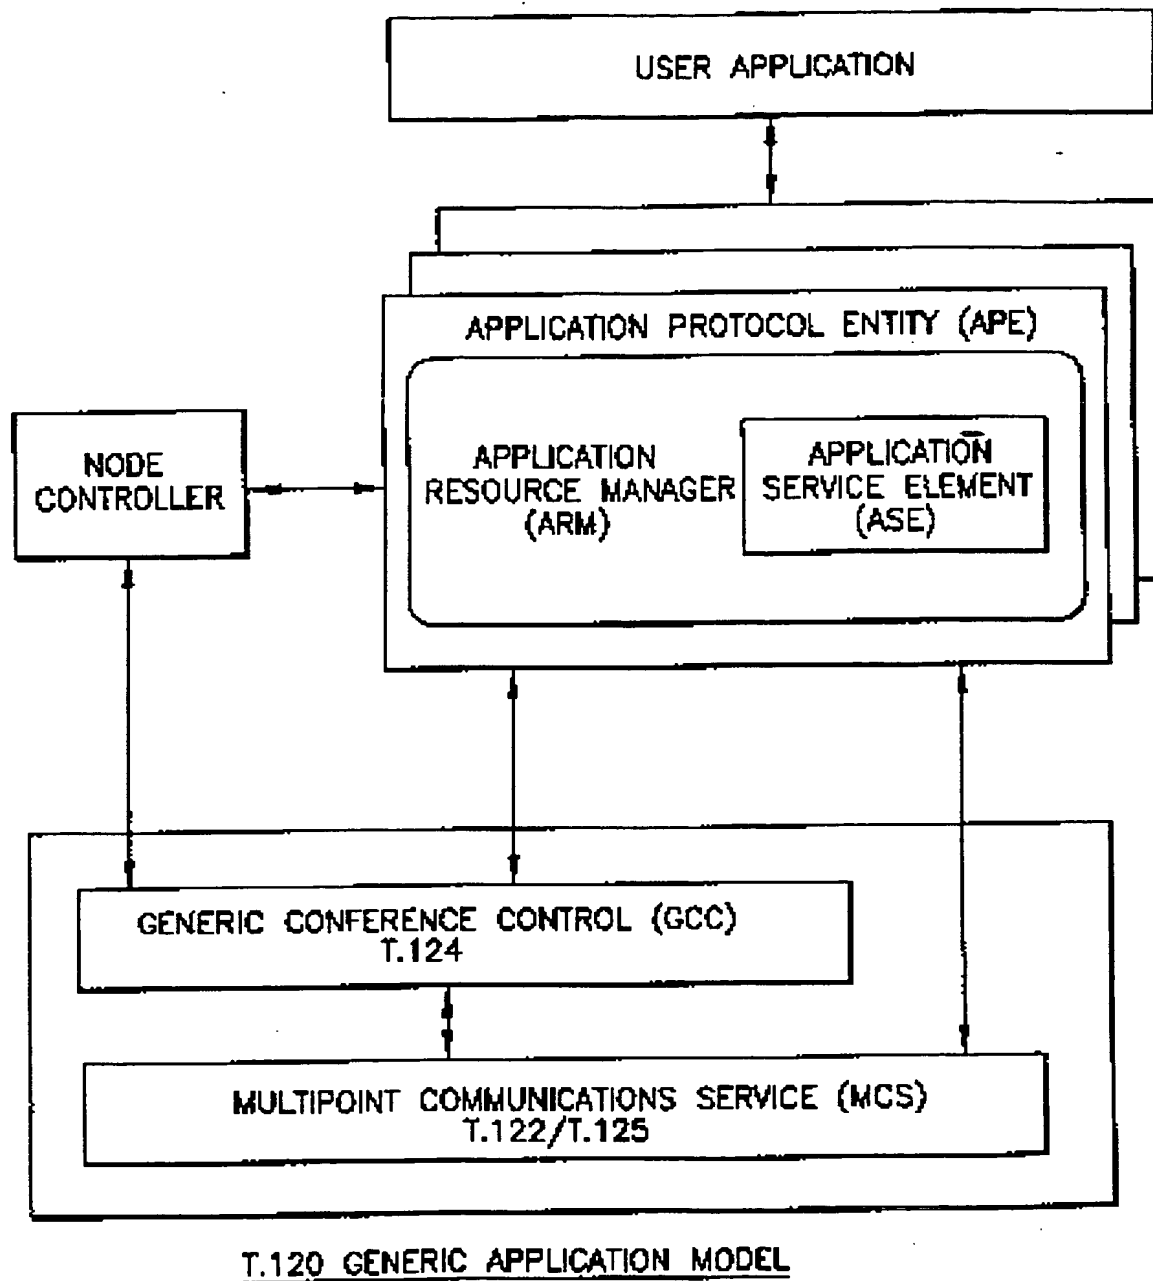 USER APPLICATION
APPLICATION PROTOCOL ENTITY (APE)
NODE
CONTROLLER
APPLICATION
RESOURCE MANAGER
(ARM)
APPLICATION
SERVICE ELEMENT
(ASE)
GENERIC CONFERENCE CONTROL (GCC)
T.124
MULTIPOINT COMMUNICATIONS SERVICE (MCS)
T.122/T.125
T.120 GENERIC APPLICATION MODEL